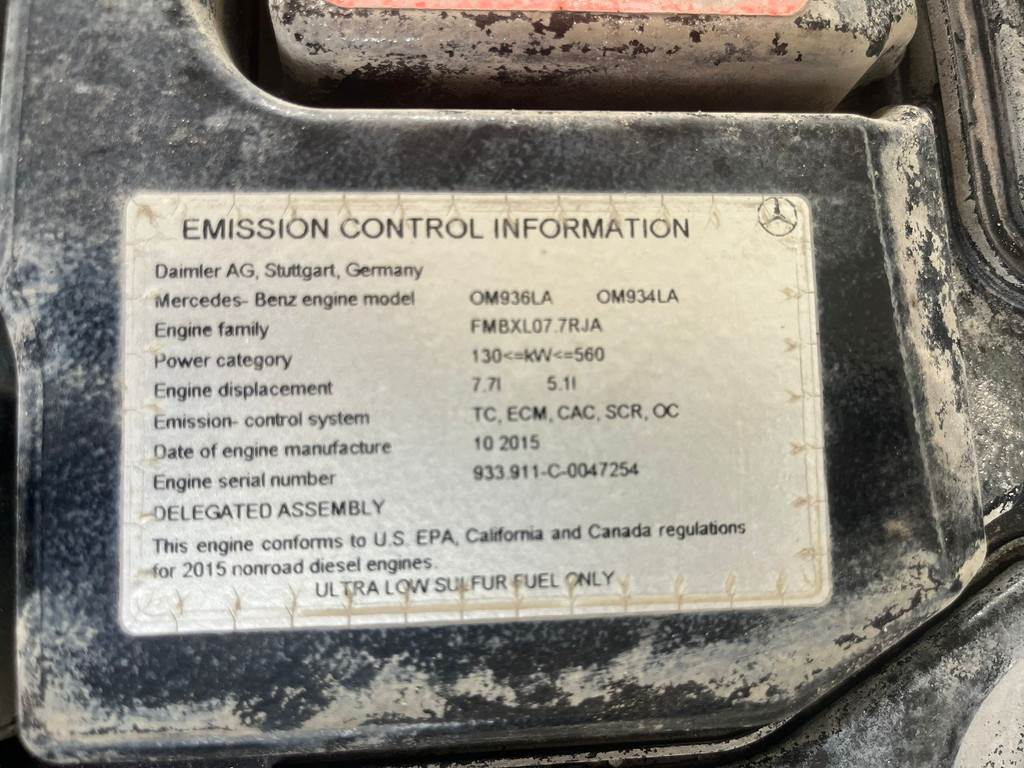 EMISSION CONTROL INFORMATION
Daimler AG, Stuttgart, Germany
Mercedes- Benz engine model OM936LA OM934LA
Engine family FMBXL07.7RJA
Power category 130<=kW<=560
Engine displacement 7.7l 5.1l
Emission- control system TC, ECM, CAC, SCR, OC
Date of engine manufacture 10 2015
Engine serial number 933.911-C-0047254
DELEGATED ASSEMBLY
This engine conforms to U.S. EPA, California and Canada regulations
for 2015 nonroad diesel engines.
ULTRA LOW SULFUR FUEL ONLY